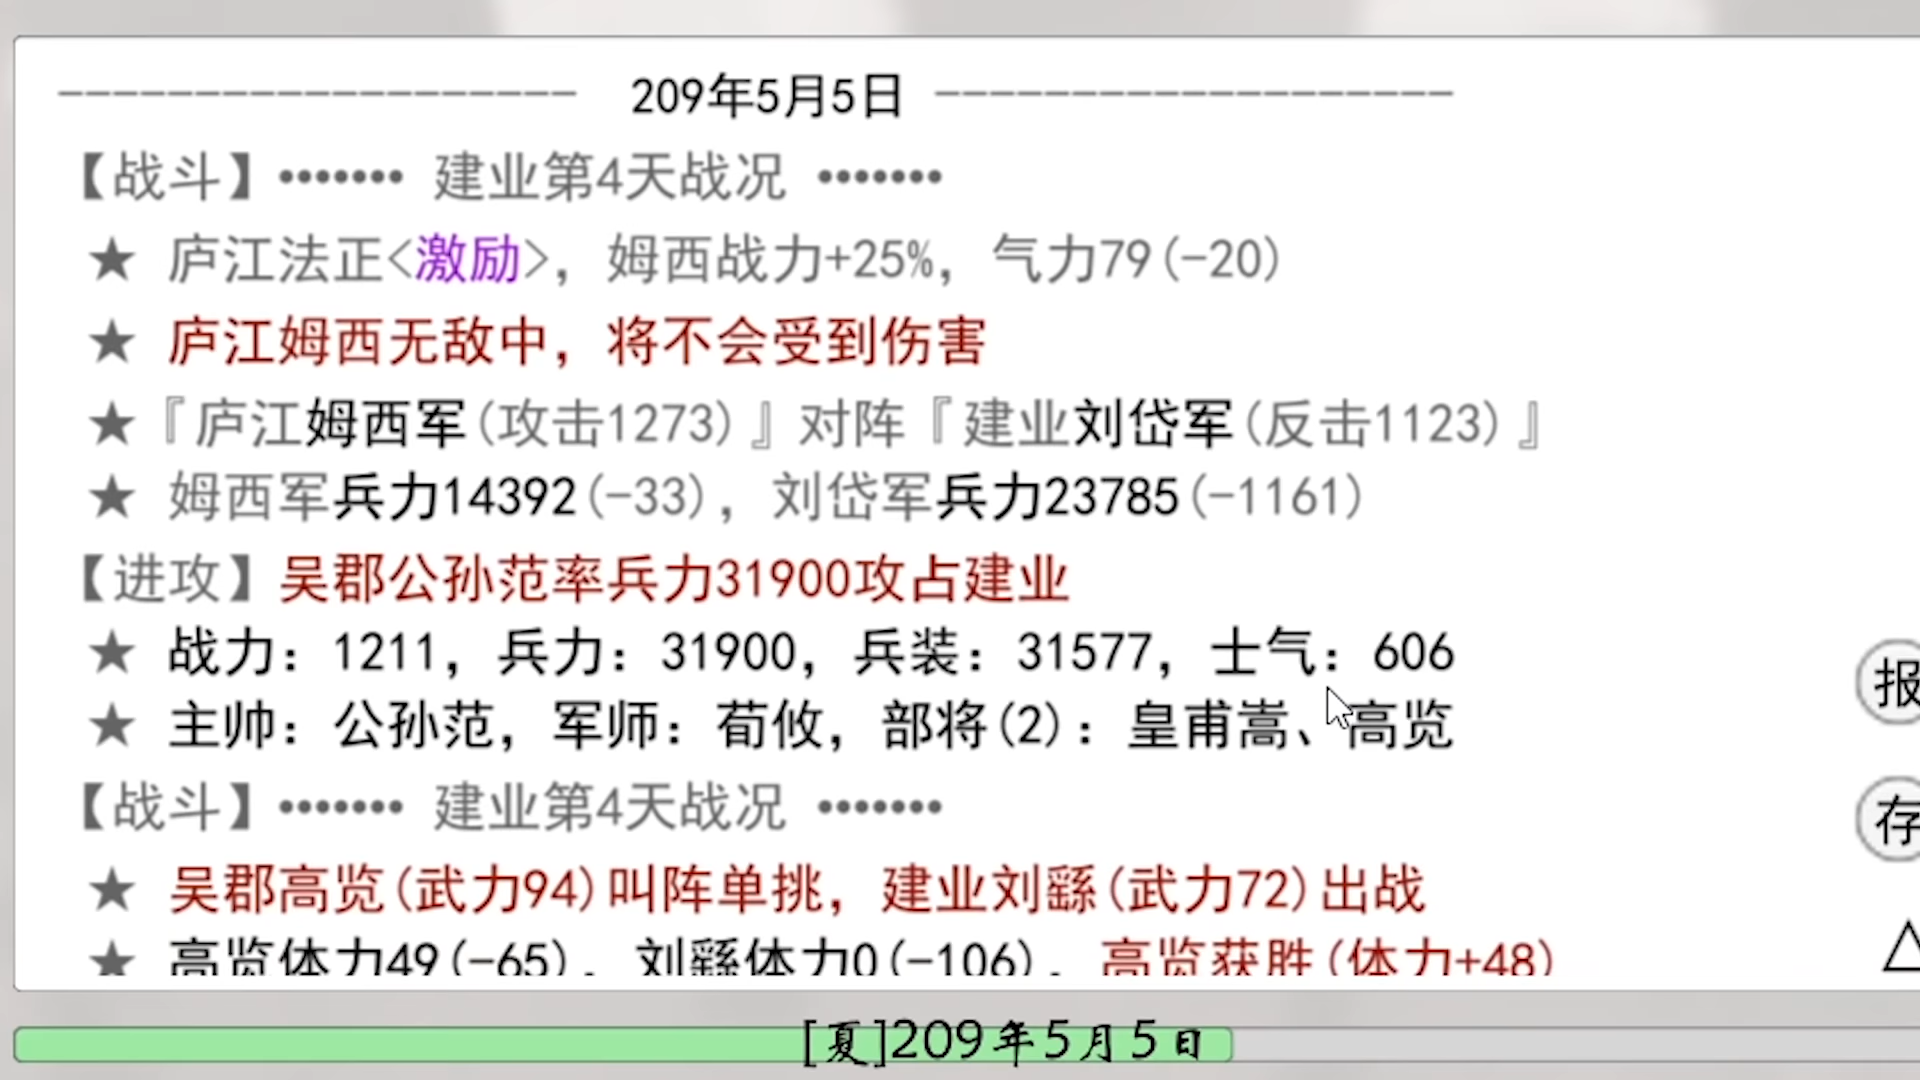 ------------------- 209年5月5日 -------------------
【战斗】••••••• 建业第4天战况 •••••••
★ 庐江法正<激励>，姆西战力+25%，气力79(-20)
★ 庐江姆西无敌中，将不会受到伤害
★『庐江姆西军(攻击1273)』对阵『建业刘岱军(反击1123)』
★ 姆西军兵力14392(-33)，刘岱军兵力23785(-1161)
【进攻】吴郡公孙范率兵力31900攻占建业
★ 战力：1211，兵力：31900，兵装：31577，士气：606
★ 主帅：公孙范，军师：荀攸，部将(2)：皇甫嵩、高览
报
【战斗】••••••• 建业第4天战况 •••••••
存
★ 吴郡高览(武力94)叫阵单挑，建业刘繇(武力72)出战
★ 高览体力49(-65)，刘繇体力0(-106)，高览获胜(体力+48)
△
[夏]209年5月5日